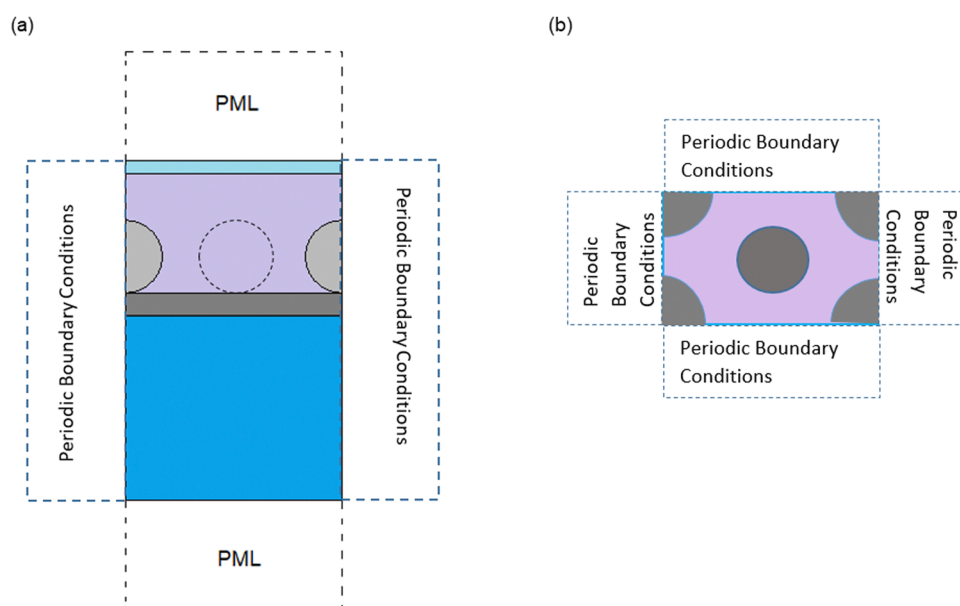 (a)
PML
Periodic Boundary Conditions
Periodic Boundary Conditions
PML
(b)
Periodic Boundary
Conditions
Periodic
Boundary
Conditions
Periodic
Boundary
Conditions
Periodic Boundary
Conditions